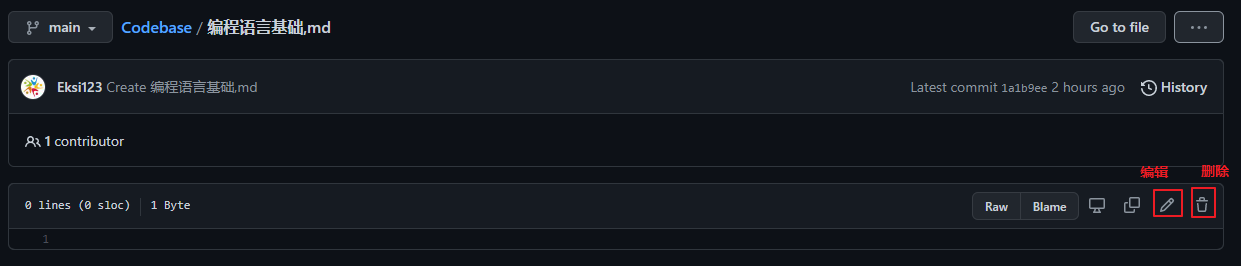 main Codebase / 编程语言基础,md Go to file ...
Eksi123 Create 编程语言基础,md Latest commit 1a1b9ee 2 hours ago History
1 contributor
编辑 删除
0 lines (0 sloc) 1 Byte Raw Blame
1